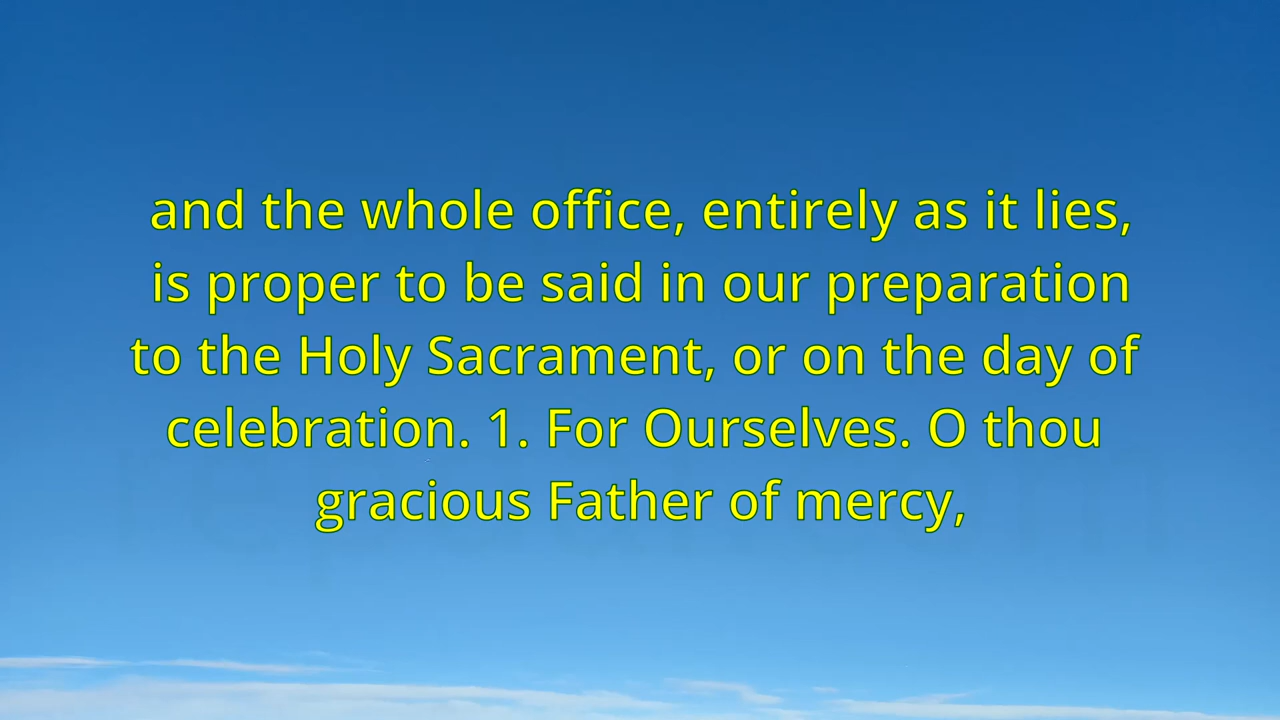 and the whole office, entirely as it lies,
is proper to be said in our preparation
to the Holy Sacrament, or on the day of
celebration. 1. For Ourselves. O thou
gracious Father of mercy,